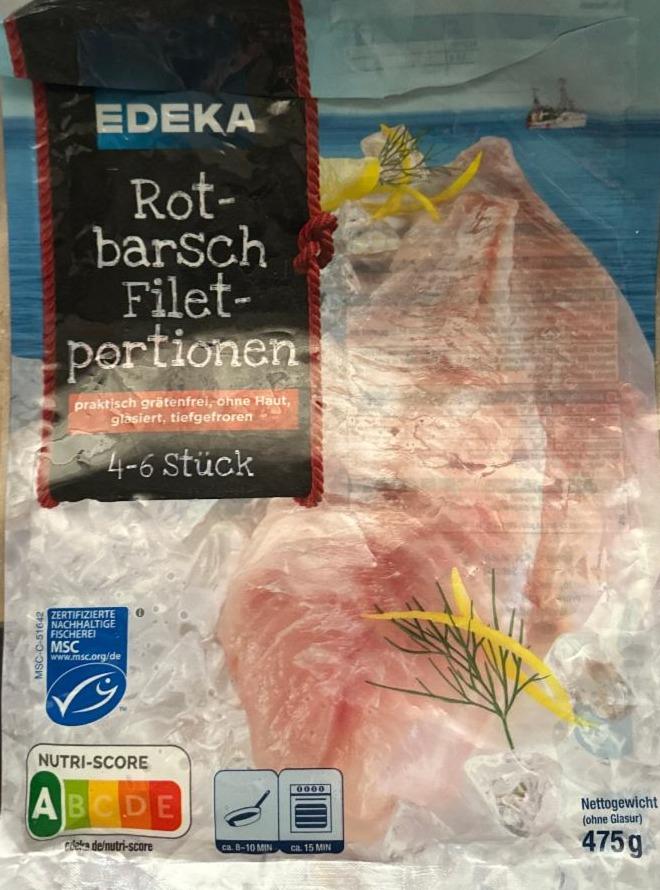 EDEKA
Rot-
barsch
Filet-
portionen
praktisch grätenfrei, ohne Haut,
glasiert, tiefgefroren
4-6 Stück
MSC-C-51642
ZERTIFIZIERTE
NACHHALTIGE
FISCHEREI
MSC
www.msc.org/de
TM
NUTRI-SCORE
A B C D E
edeka.de/nutri-score
ca. 8-10 MIN
ca. 15 MIN
Nettogewicht
(ohne Glasur)
475 g